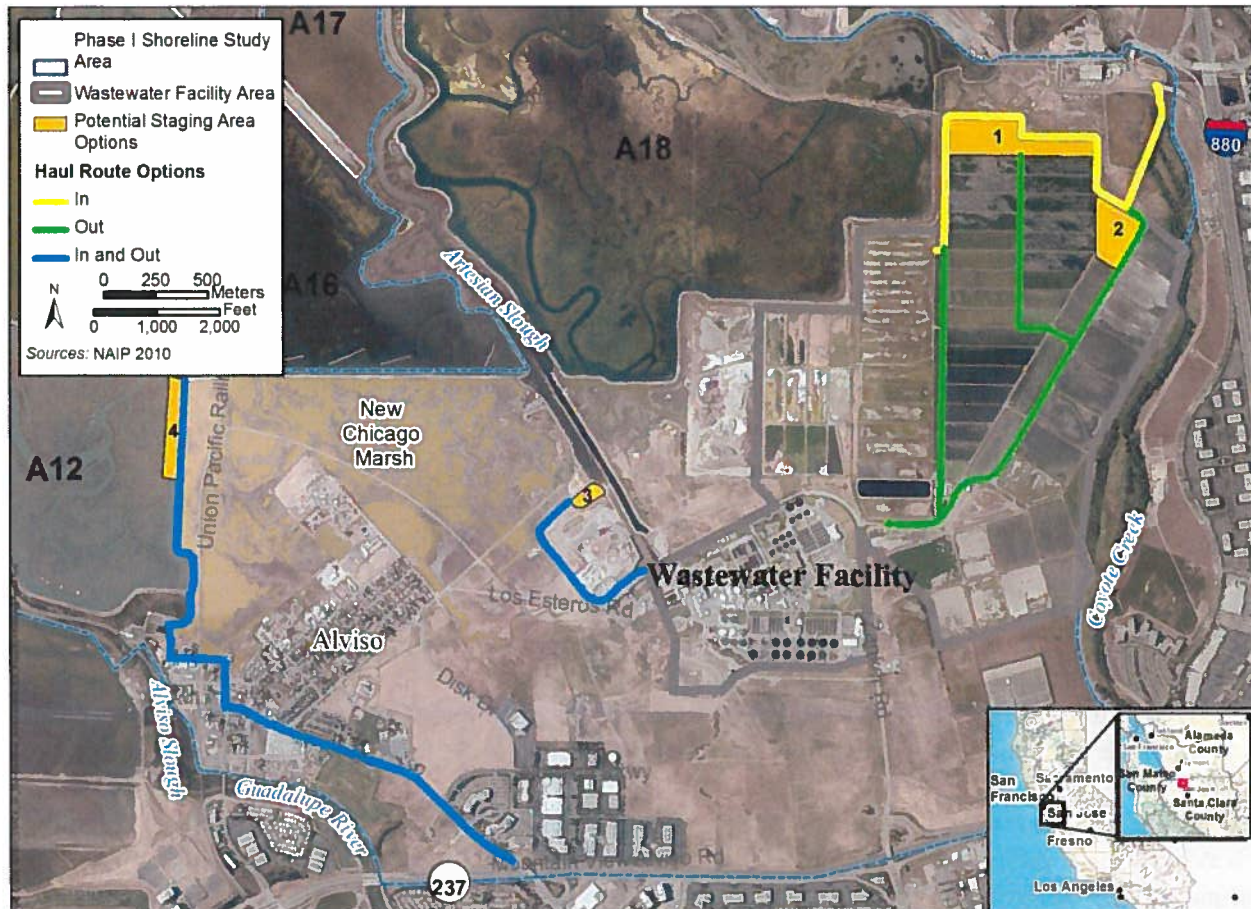 Phase I Shoreline Study
Area
Wastewater Facility Area
Potential Staging Area
Options
Haul Route Options
In
Out
In and Out
0 250 500
Meters
Feet
0 1,000 2,000
N
Sources: NAIP 2010
A17
A18
A16
A12
1
2
3
4
880
Artesian Slough
New
Chicago
Marsh
Union Pacific Railr
Wastewater Facility
Los Esteros Rd
Alviso
Disk Dr
Coyote Creek
Alviso Slough
Guadalupe River
237
San
Francisco
Sacramento
San Jose
Fresno
Los Angeles
Alameda
County
San Mateo
County
Santa Clara
County